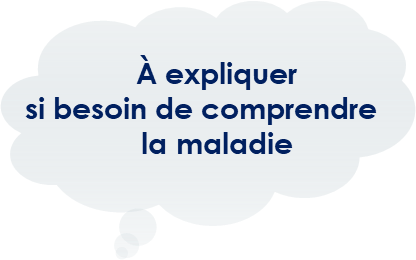 À expliquer
si besoin de comprendre
la maladie